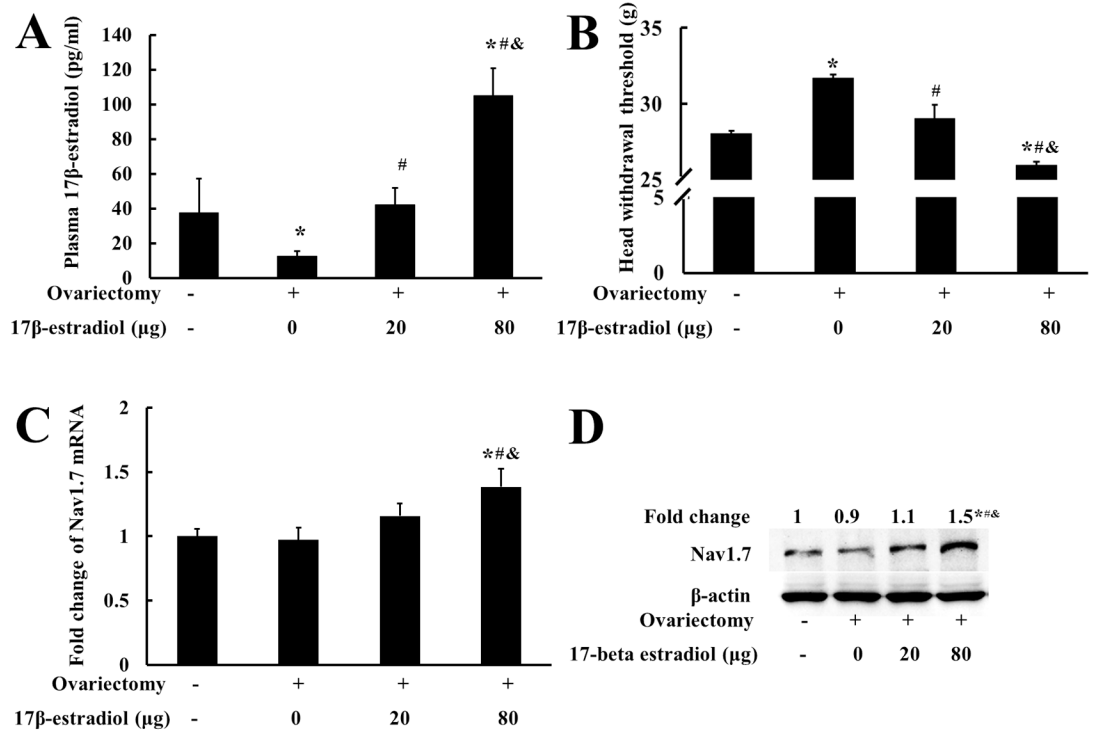 A
Plasma 17β-estradiol (pg/ml)
140
120
100
80
60
40
20
0
*
#
*#&
Ovariectomy - + + +
17β-estradiol (μg) - 0 20 80
B
Head withdrawal threshold (g)
35
30
25
5
0
*
#
*#&
Ovariectomy - + + +
17β-estradiol (μg) - 0 20 80
C
Fold change of Nav1.7 mRNA
2
1.5
1
0.5
0
*#&
Ovariectomy - + + +
17β-estradiol (μg) - 0 20 80
D
Fold change 1 0.9 1.1 1.5*#&
Nav1.7
β-actin
Ovariectomy - + + +
17-beta estradiol (μg) - 0 20 80